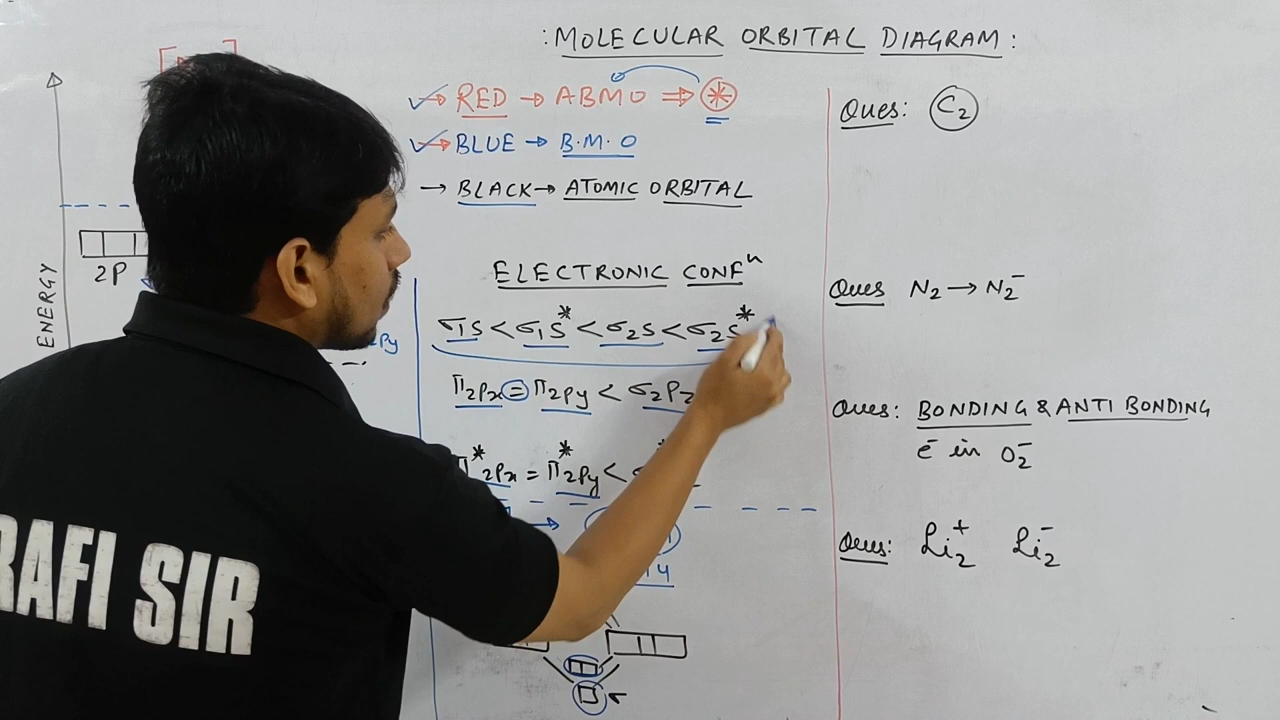 : MOLECULAR ORBITAL DIAGRAM :
→ RED → ABMO ⇒ *
→ BLUE → B.M.O
→ BLACK → ATOMIC ORBITAL
ELECTRONIC CONFⁿ
σ1s < σ1s* < σ2s < σ2s*
π2px = π2py < σ2pz
π*2px = π*2py < σ
14
σ
ENERGY
2P
2Py
Ques: C₂
Ques N₂ → N₂⁻
Ques: BONDING & ANTI BONDING
e⁻ in O₂⁻
Ques: Li₂⁺ Li₂⁻
RAFI SIR